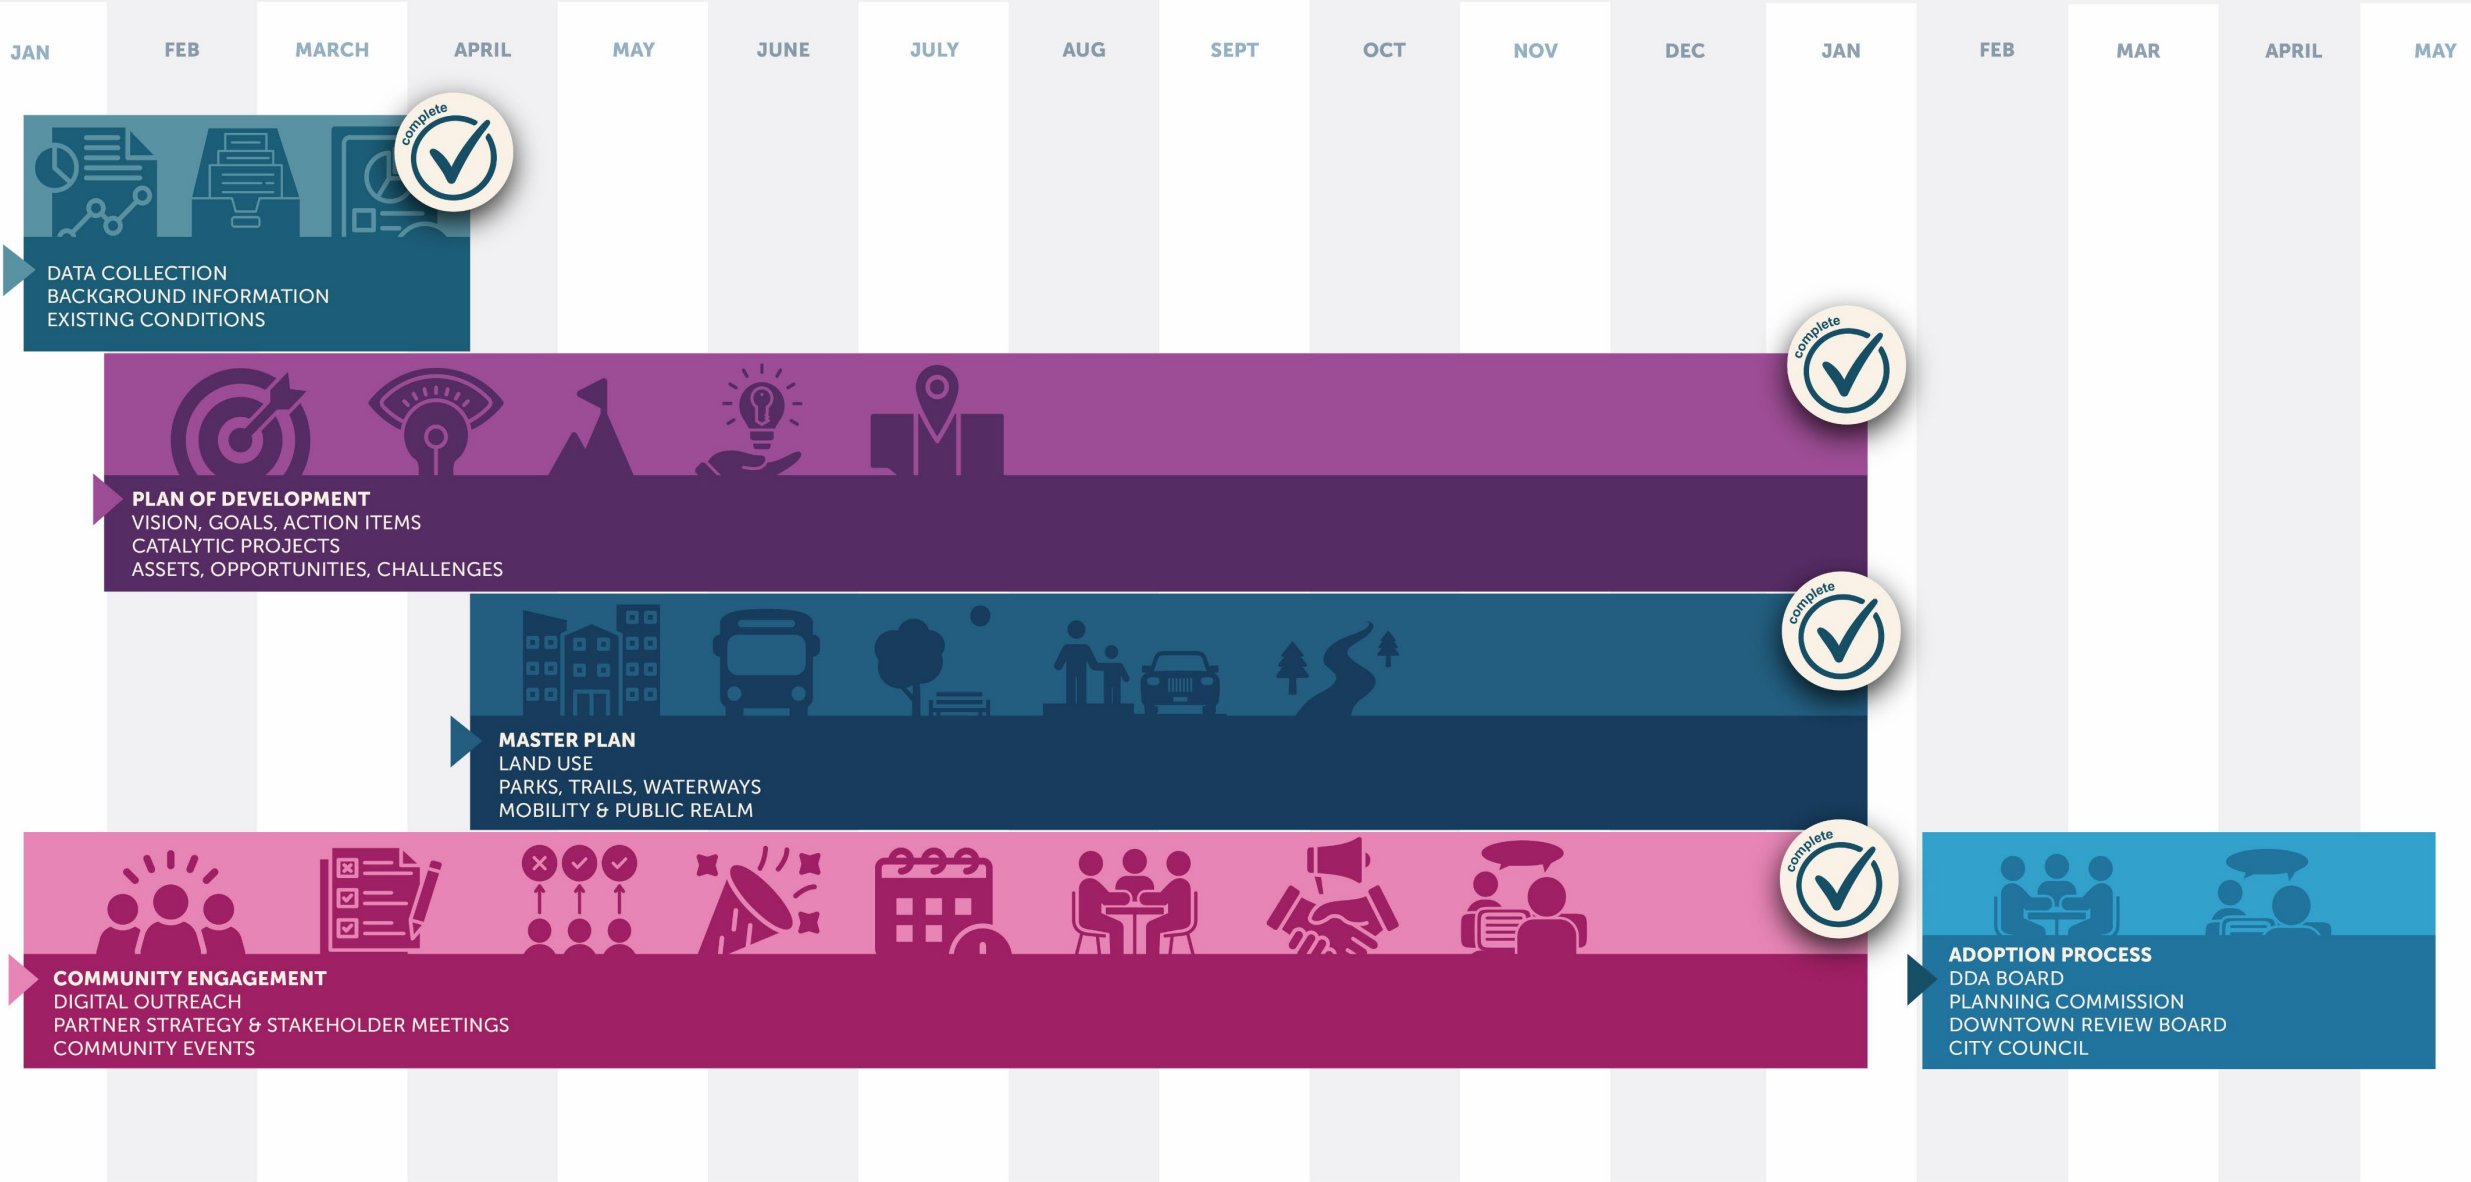 JAN FEB MARCH APRIL MAY JUNE JULY AUG SEPT OCT NOV DEC JAN FEB MAR APRIL MAY
complete
DATA COLLECTION
BACKGROUND INFORMATION
EXISTING CONDITIONS
complete
PLAN OF DEVELOPMENT
VISION, GOALS, ACTION ITEMS
CATALYTIC PROJECTS
ASSETS, OPPORTUNITIES, CHALLENGES
complete
MASTER PLAN
LAND USE
PARKS, TRAILS, WATERWAYS
MOBILITY & PUBLIC REALM
complete
COMMUNITY ENGAGEMENT
DIGITAL OUTREACH
PARTNER STRATEGY & STAKEHOLDER MEETINGS
COMMUNITY EVENTS
ADOPTION PROCESS
DDA BOARD
PLANNING COMMISSION
DOWNTOWN REVIEW BOARD
CITY COUNCIL